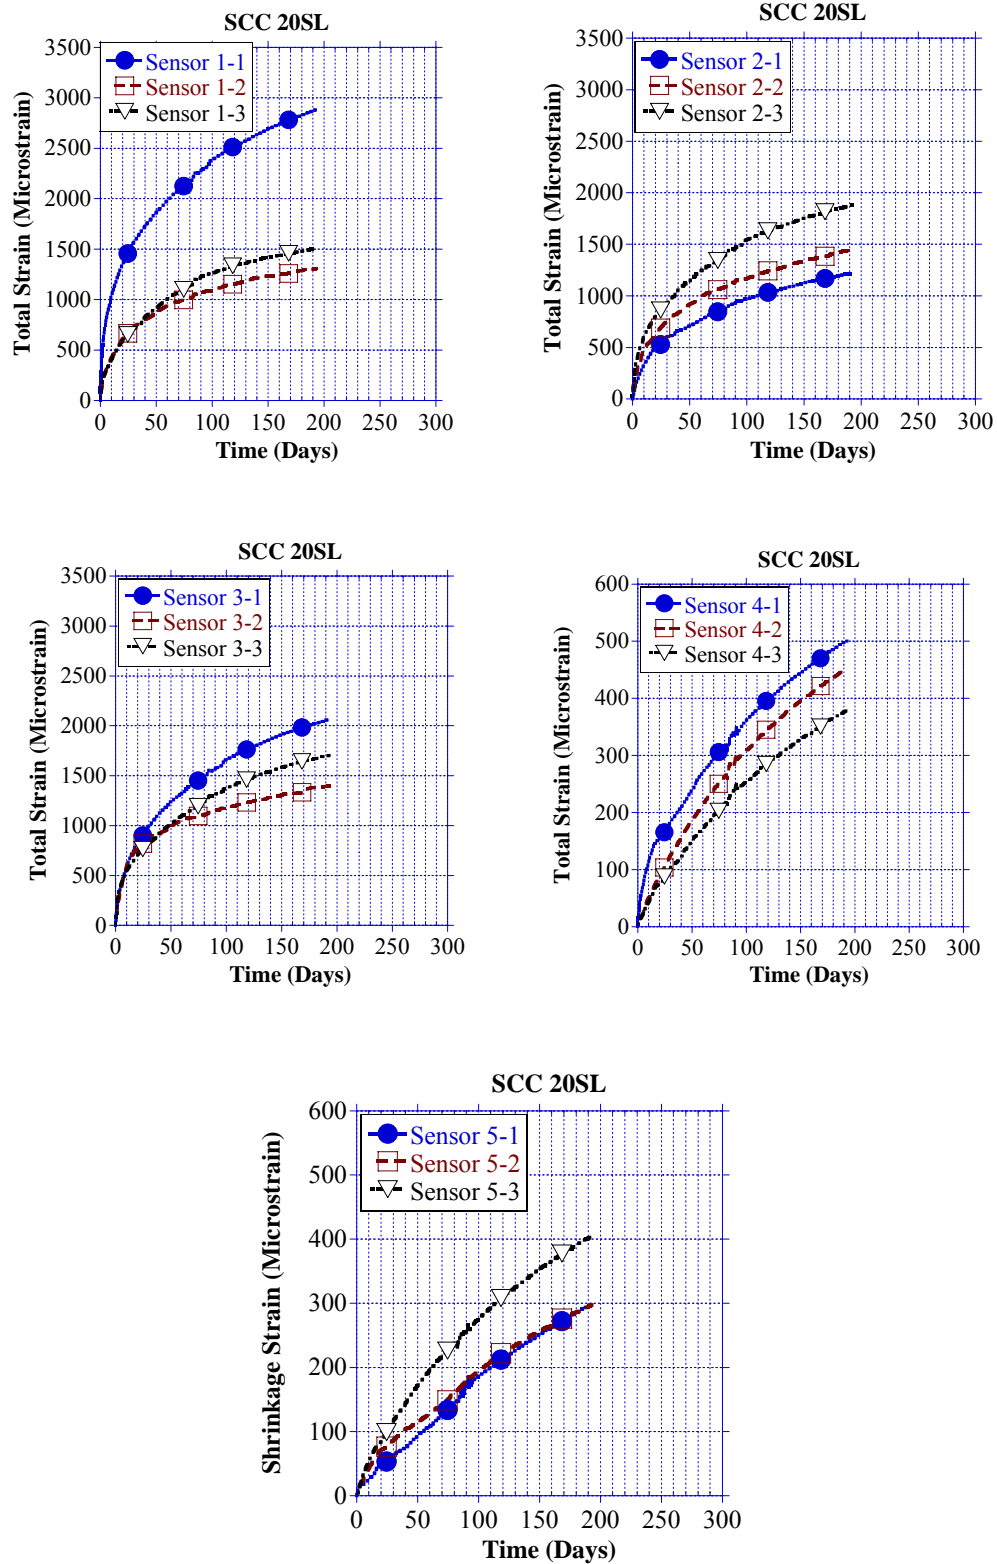 SCC 20SL
Total Strain (Microstrain)
3500
3000
2500
2000
1500
1000
500
0
Sensor 1-1
Sensor 1-2
Sensor 1-3
0 50 100 150 200 250 300
Time (Days)
SCC 20SL
Total Strain (Microstrain)
3500
3000
2500
2000
1500
1000
500
0
Sensor 2-1
Sensor 2-2
Sensor 2-3
0 50 100 150 200 250 300
Time (Days)
SCC 20SL
Total Strain (Microstrain)
3500
3000
2500
2000
1500
1000
500
0
Sensor 3-1
Sensor 3-2
Sensor 3-3
0 50 100 150 200 250 300
Time (Days)
SCC 20SL
Total Strain (Microstrain)
600
500
400
300
200
100
0
Sensor 4-1
Sensor 4-2
Sensor 4-3
0 50 100 150 200 250 300
Time (Days)
SCC 20SL
Shrinkage Strain (Microstrain)
600
500
400
300
200
100
0
Sensor 5-1
Sensor 5-2
Sensor 5-3
0 50 100 150 200 250 300
Time (Days)